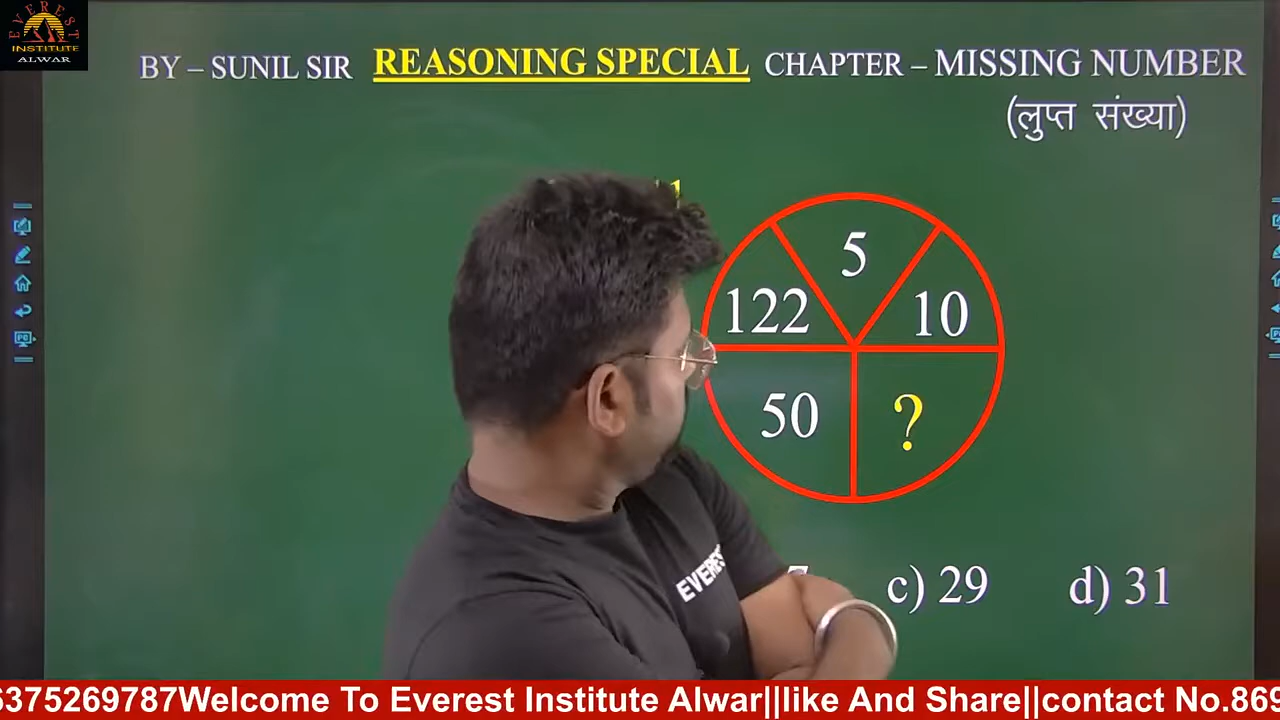 EVEREST
INSTITUTE
ALWAR
BY – SUNIL SIR REASONING SPECIAL CHAPTER – MISSING NUMBER
(लुप्त संख्या)
5
122
10
50
?
c) 29 d) 31
EVERES
6375269787Welcome To Everest Institute Alwar||like And Share||contact No.869